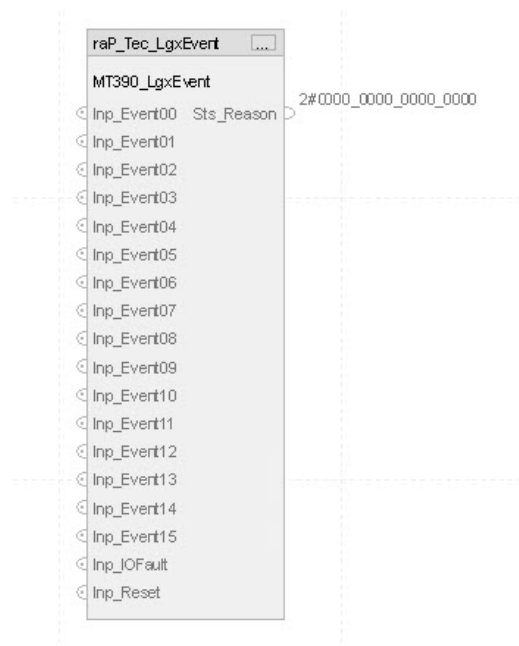 raP_Tec_LgxEvent ...
MT390_LgxEvent
2#0000_0000_0000_0000
Inp_Event00 Sts_Reason
Inp_Event01
Inp_Event02
Inp_Event03
Inp_Event04
Inp_Event05
Inp_Event06
Inp_Event07
Inp_Event08
Inp_Event09
Inp_Event10
Inp_Event11
Inp_Event12
Inp_Event13
Inp_Event14
Inp_Event15
Inp_IOFault
Inp_Reset